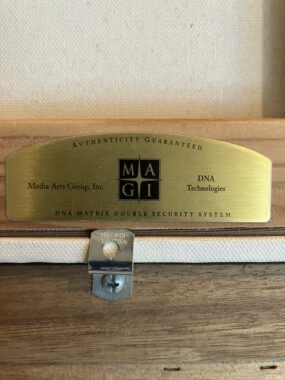 AUTHENTICITY GUARANTEED
MA
GI
Media Arts Group, Inc.
DNA
Technologies
DNA MATRIX DOUBLE SECURITY SYSTEM